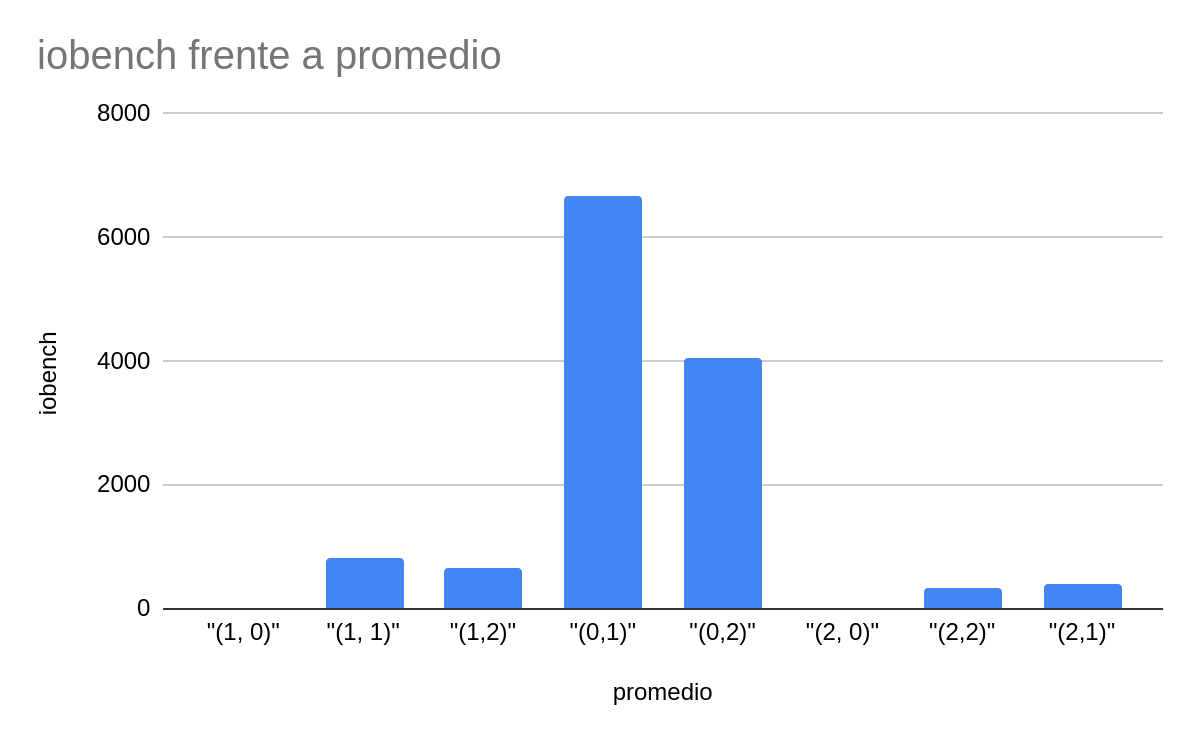 iobench frente a promedio
8000
6000
4000
2000
0
iobench
"(1, 0)" "(1, 1)" "(1,2)" "(0,1)" "(0,2)" "(2, 0)" "(2,2)" "(2,1)"
promedio